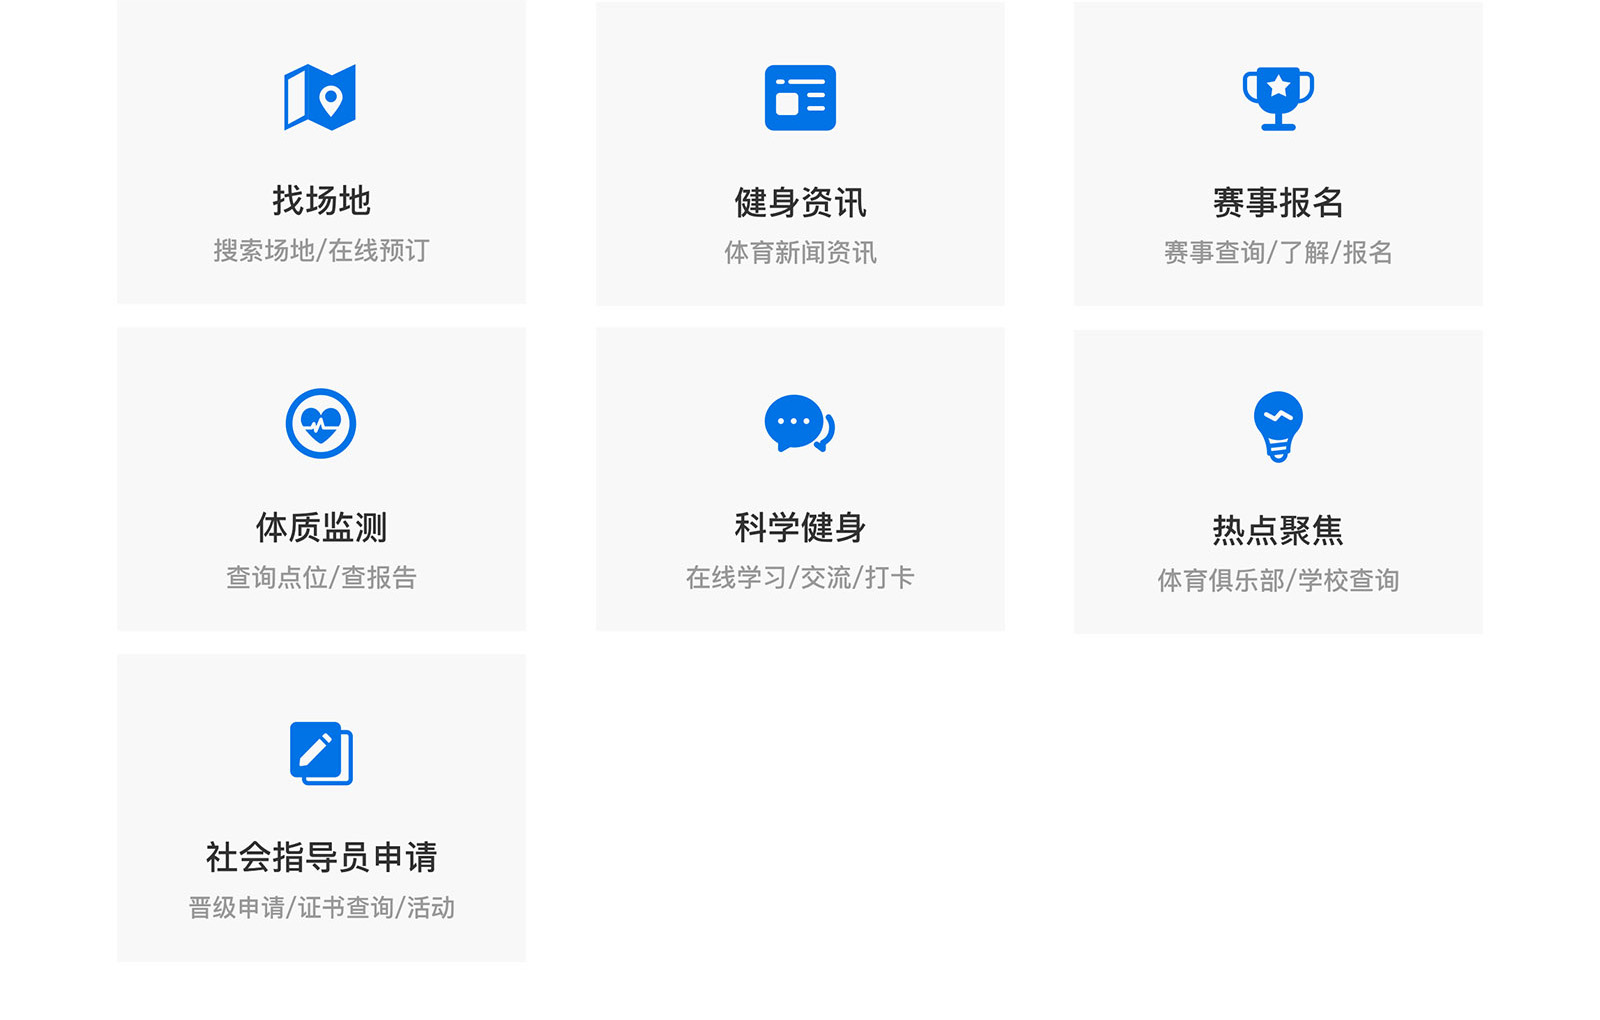 找场地
搜索场地/在线预订
健身资讯
体育新闻资讯
赛事报名
赛事查询/了解/报名
体质监测
查询点位/查报告
科学健身
在线学习/交流/打卡
热点聚焦
体育俱乐部/学校查询
社会指导员申请
晋级申请/证书查询/活动